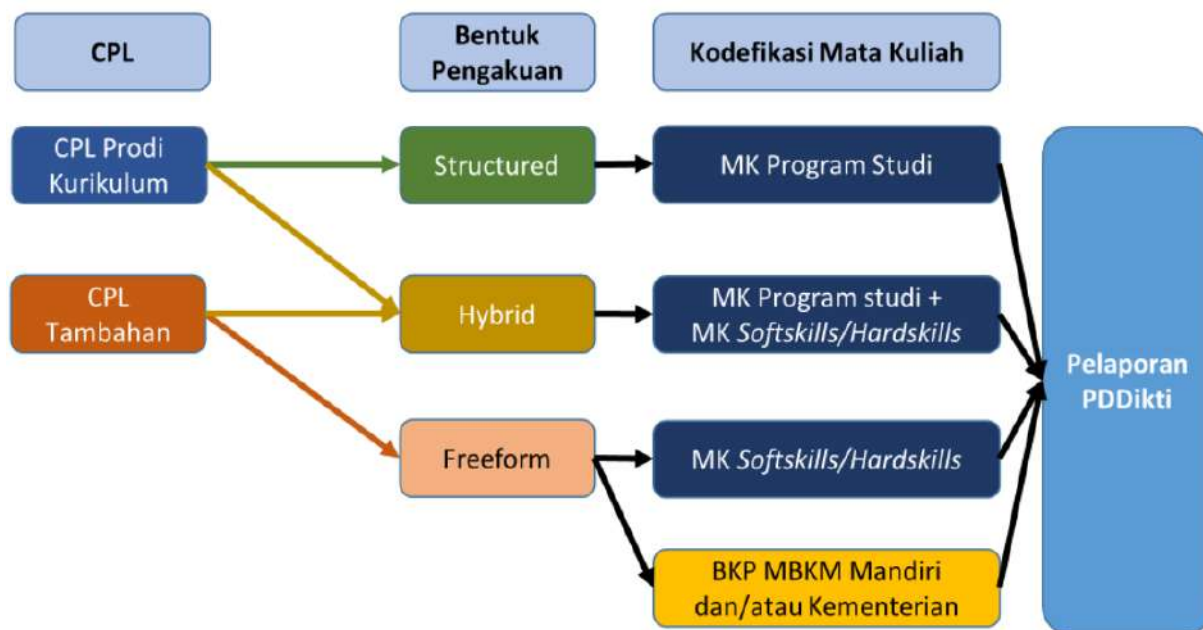 CPL
Bentuk
Pengakuan
Kodefikasi Mata Kuliah
CPL Prodi
Kurikulum
Structured
MK Program Studi
CPL
Tambahan
Hybrid
MK Program studi +
MK Softskills/Hardskills
Freeform
MK Softskills/Hardskills
BKP MBKM Mandiri
dan/atau Kementerian
Pelaporan
PDDikti